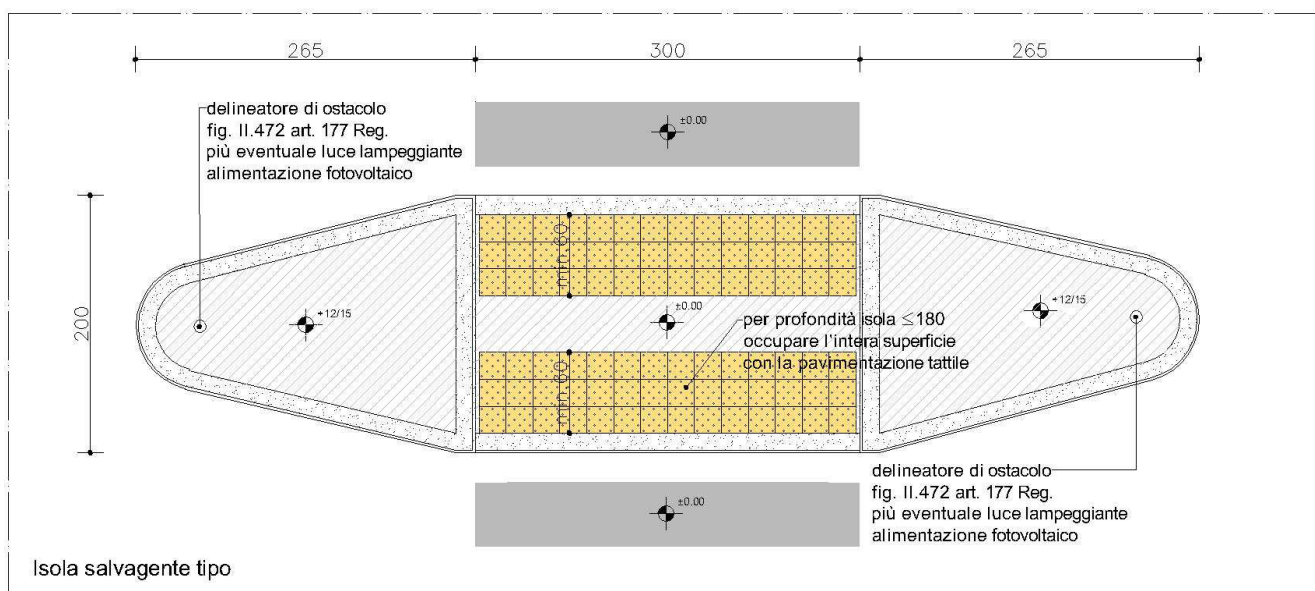 265
300
265
delineatore di ostacolo
fig. II.472 art. 177 Reg.
più eventuale luce lampeggiante
alimentazione fotovoltaico
±0.00
200
min 60
+12/15
±0.00
+12/15
per profondità isola ≤180
occupare l'intera superficie
con la pavimentazione tattile
min 60
delineatore di ostacolo
fig. II.472 art. 177 Reg.
più eventuale luce lampeggiante
alimentazione fotovoltaico
±0.00
Isola salvagente tipo